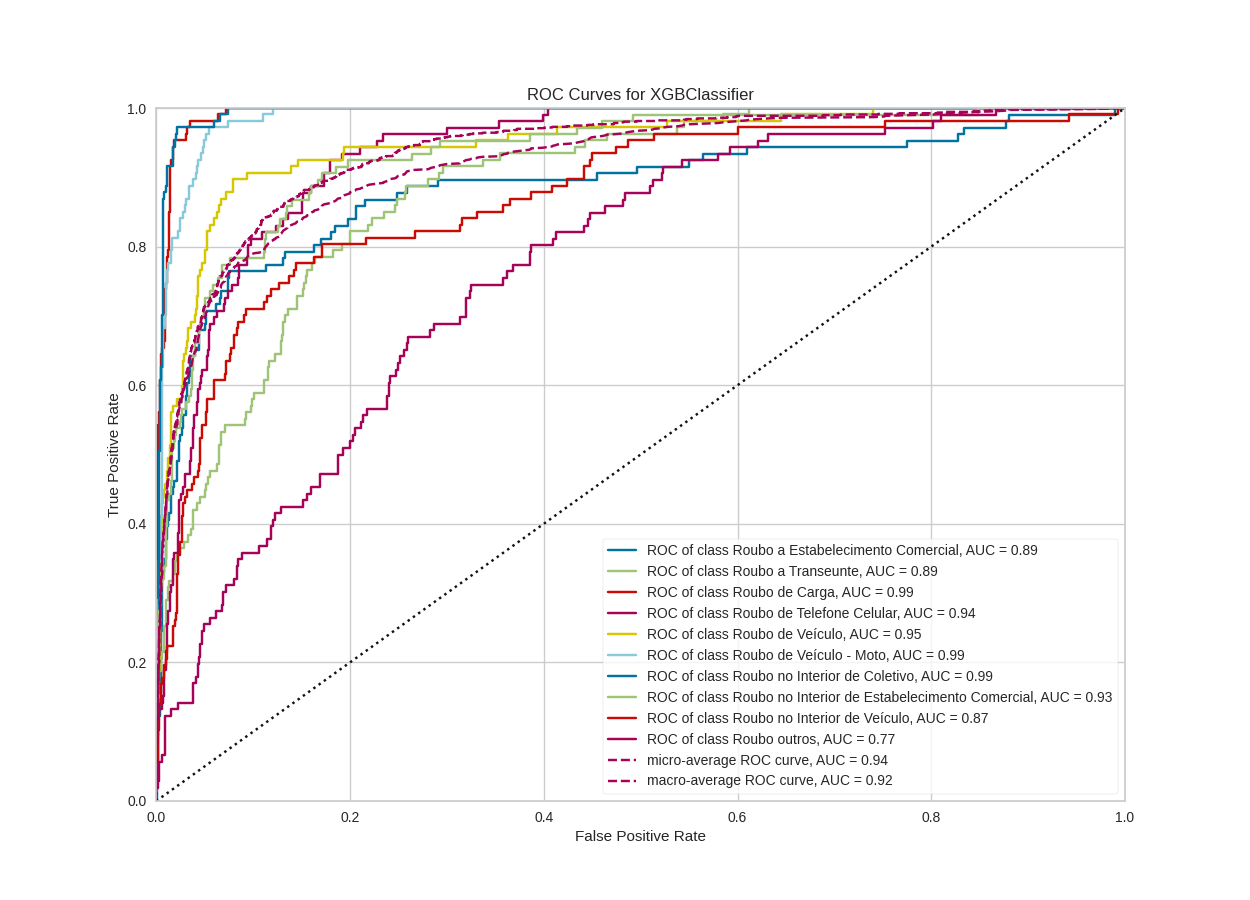 ROC Curves for XGBClassifier
1.0
0.8
0.6
0.4
0.2
0.0
True Positive Rate
ROC of class Roubo a Estabelecimento Comercial, AUC = 0.89
ROC of class Roubo a Transeunte, AUC = 0.89
ROC of class Roubo de Carga, AUC = 0.99
ROC of class Roubo de Telefone Celular, AUC = 0.94
ROC of class Roubo de Veículo, AUC = 0.95
ROC of class Roubo de Veículo - Moto, AUC = 0.99
ROC of class Roubo no Interior de Coletivo, AUC = 0.99
ROC of class Roubo no Interior de Estabelecimento Comercial, AUC = 0.93
ROC of class Roubo no Interior de Veículo, AUC = 0.87
ROC of class Roubo outros, AUC = 0.77
micro-average ROC curve, AUC = 0.94
macro-average ROC curve, AUC = 0.92
0.0 0.2 0.4 0.6 0.8 1.0
False Positive Rate